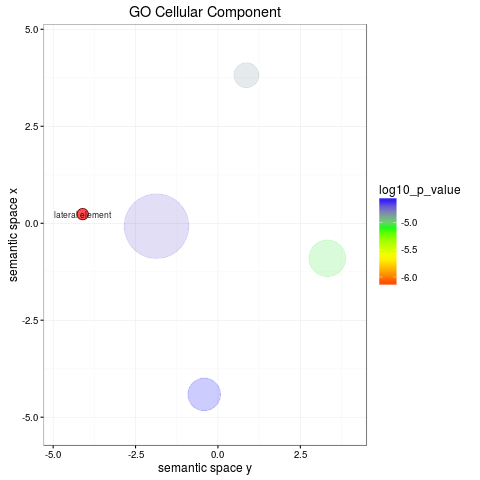 GO Cellular Component
5.0
2.5
0.0
-2.5
-5.0
semantic space x
lateral element
-5.0
-2.5
0.0
2.5
semantic space y
log10_p_value
-5.0
-5.5
-6.0